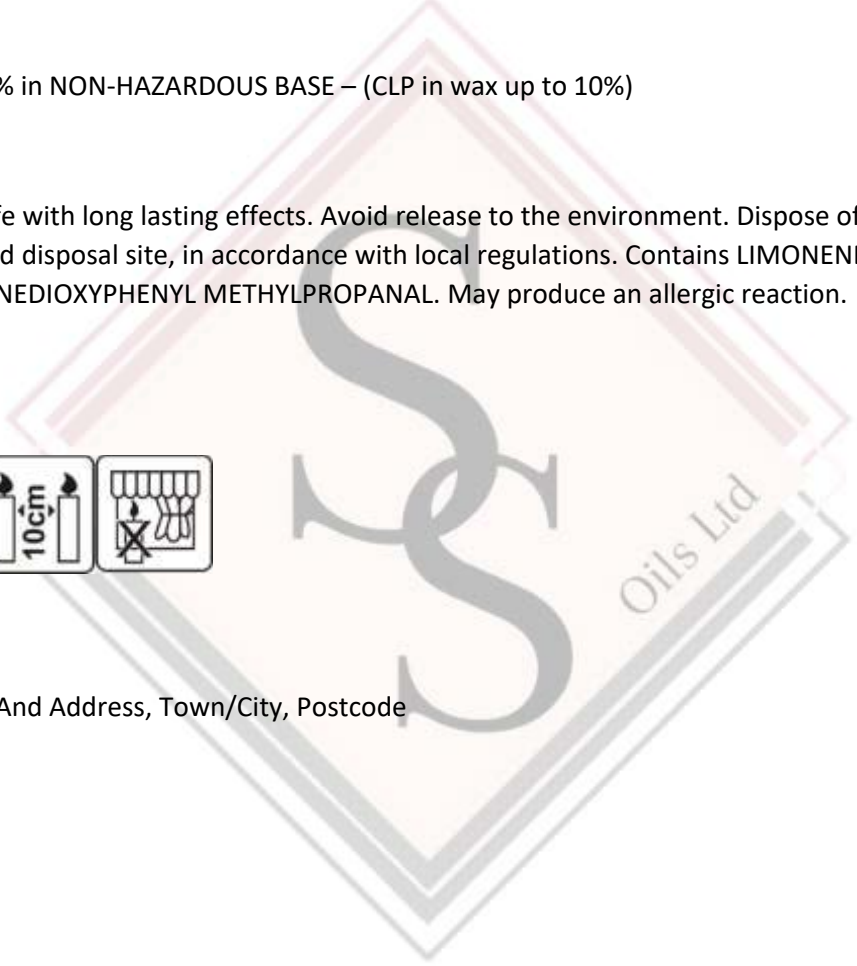 % in NON-HAZARDOUS BASE – (CLP in wax up to 10%)
fe with long lasting effects. Avoid release to the environment. Dispose of
d disposal site, in accordance with local regulations. Contains LIMONENE
NEDIOXYPHENYL METHYLPROPANAL. May produce an allergic reaction.
10cm
SCS
Oils Ltd
And Address, Town/City, Postcode